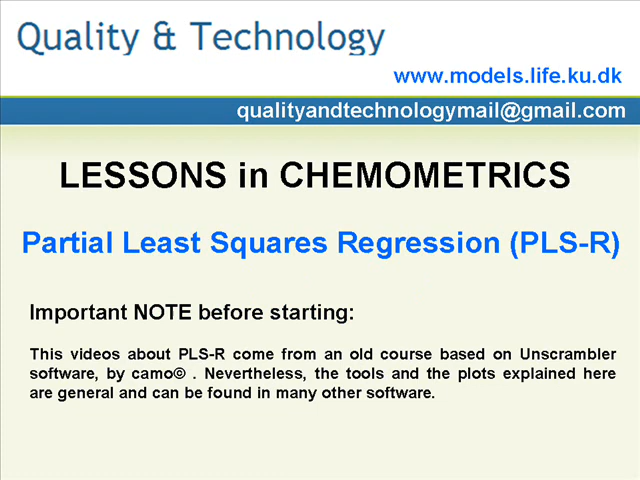 Quality & Technology
www.models.life.ku.dk
qualityandtechnologymail@gmail.com
LESSONS in CHEMOMETRICS
Partial Least Squares Regression (PLS-R)
Important NOTE before starting:
This videos about PLS-R come from an old course based on Unscrambler
software, by camo© . Nevertheless, the tools and the plots explained here
are general and can be found in many other software.